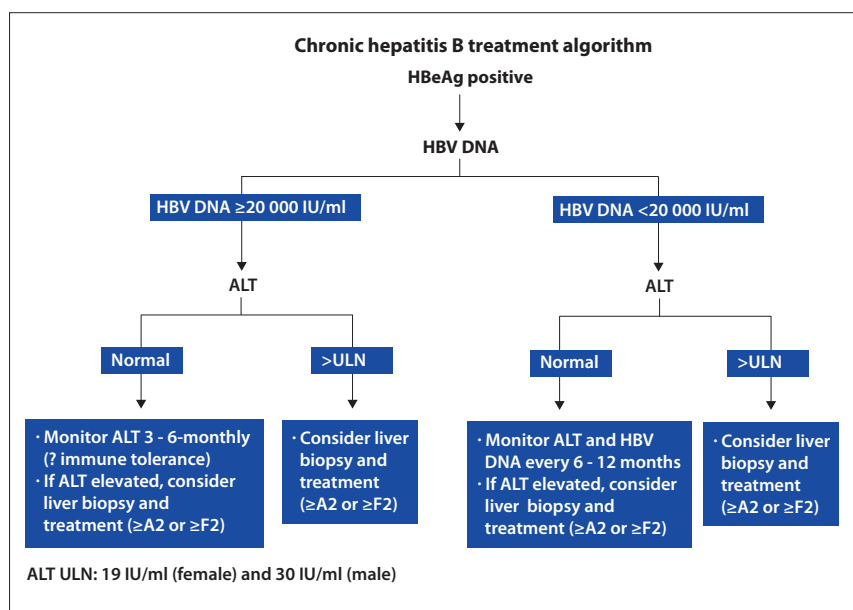 Chronic hepatitis B treatment algorithm
HBeAg positive
HBV DNA
HBV DNA ≥20 000 IU/ml
HBV DNA <20 000 IU/ml
ALT
ALT
Normal
>ULN
Normal
>ULN
· Monitor ALT 3 - 6-monthly
(? immune tolerance)
· If ALT elevated, consider
liver biopsy and
treatment (≥A2 or ≥F2)
· Consider liver
biopsy and
treatment
(≥A2 or ≥F2)
· Monitor ALT and HBV
DNA every 6 - 12 months
· If ALT elevated, consider
liver biopsy and
treatment (≥A2 or ≥F2)
· Consider liver
biopsy and
treatment
(≥A2 or ≥F2)
ALT ULN: 19 IU/ml (female) and 30 IU/ml (male)